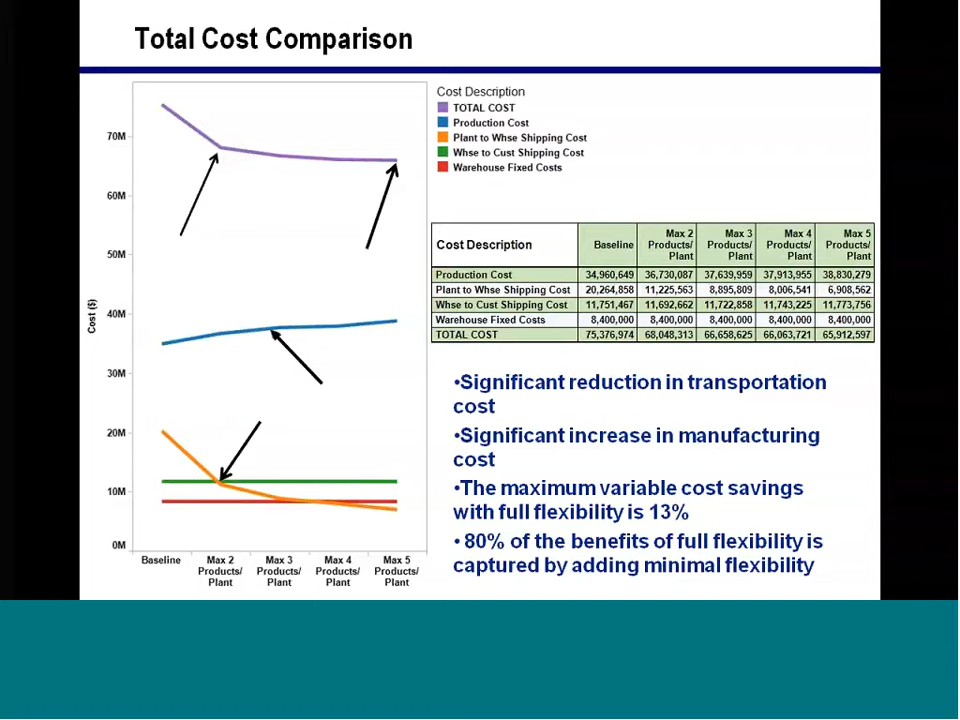 Total Cost Comparison
Cost Description
TOTAL COST
Production Cost
Plant to Whse Shipping Cost
Whse to Cust Shipping Cost
Warehouse Fixed Costs
70M
60M
50M
40M
30M
20M
10M
0M
Cost ($)
Baseline
Max 2 Products/ Plant
Max 3 Products/ Plant
Max 4 Products/ Plant
Max 5 Products/ Plant
Cost Description Baseline Max 2 Products/ Plant Max 3 Products/ Plant Max 4 Products/ Plant Max 5 Products/ Plant
Production Cost 34,960,649 36,730,087 37,639,959 37,913,955 38,830,279
Plant to Whse Shipping Cost 20,264,858 11,225,563 8,895,809 8,006,541 6,908,562
Whse to Cust Shipping Cost 11,751,467 11,692,662 11,722,858 11,743,225 11,773,756
Warehouse Fixed Costs 8,400,000 8,400,000 8,400,000 8,400,000 8,400,000
TOTAL COST 75,376,974 68,048,313 66,658,625 66,063,721 65,912,597
•Significant reduction in transportation
cost
•Significant increase in manufacturing
cost
•The maximum variable cost savings
with full flexibility is 13%
• 80% of the benefits of full flexibility is
captured by adding minimal flexibility